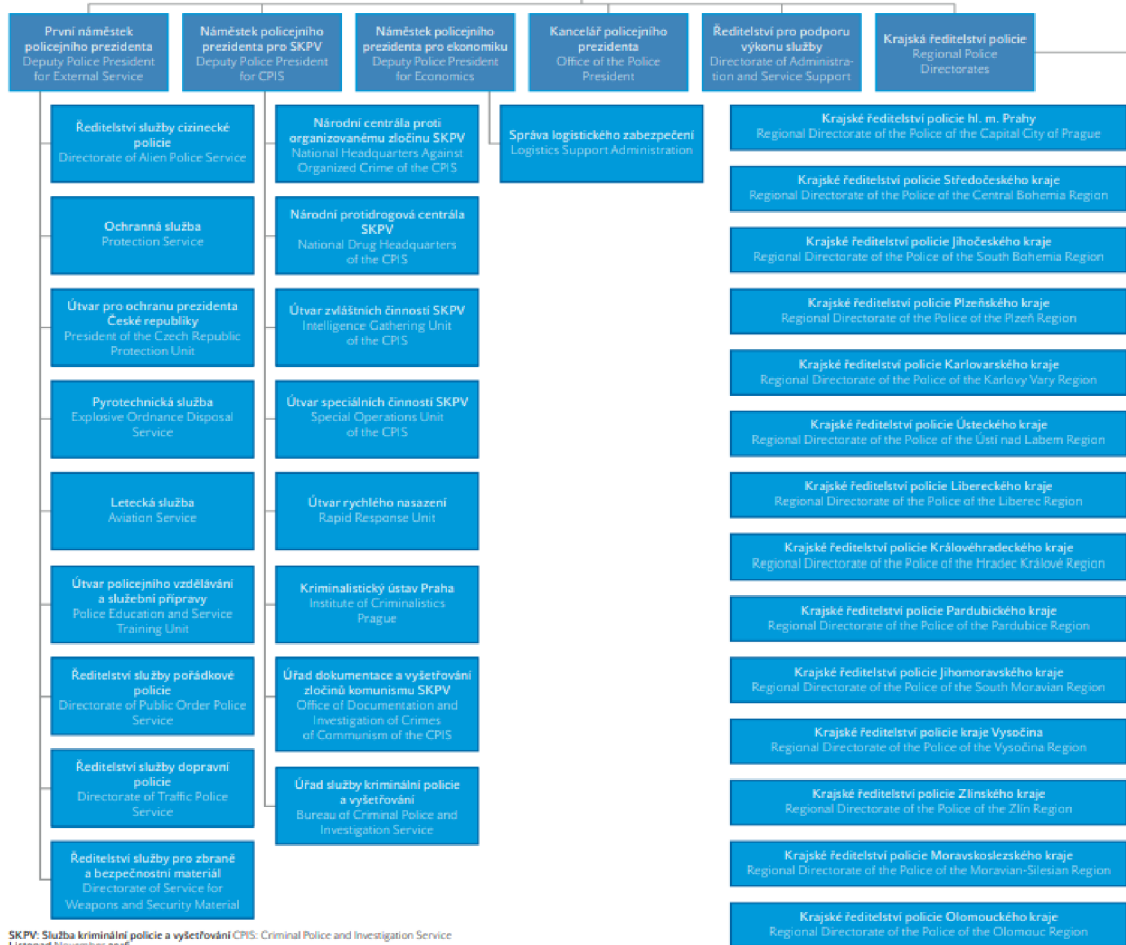 První náměstek
policejního prezidenta
Deputy Police President
for External Service
Náměstek policejního
prezidenta pro SKPV
Deputy Police President
for CPIS
Náměstek policejního
prezidenta pro ekonomiku
Deputy Police President
for Economics
Kancelář policejního
prezidenta
Office of the Police
President
Ředitelství pro podporu
výkonu služby
Directorate of Administra-
tion and Service Support
Krajská ředitelství policie
Regional Police
Directorates
Ředitelství služby cizinecké
policie
Directorate of Alien Police Service
Ochranná služba
Protection Service
Útvar pro ochranu prezidenta
České republiky
President of the Czech Republic
Protection Unit
Pyrotechnická služba
Explosive Ordnance Disposal
Service
Letecká služba
Aviation Service
Útvar policejního vzdělávání
a služební přípravy
Police Education and Service
Training Unit
Ředitelství služby pořádkové
policie
Directorate of Public Order Police
Service
Ředitelství služby dopravní
policie
Directorate of Traffic Police
Service
Ředitelství služby pro zbraně
a bezpečnostní materiál
Directorate of Service for
Weapons and Security Material
Národní centrála proti
organizovanému zločinu SKPV
National Headquarters Against
Organized Crime of the CPIS
Národní protidrogová centrála
SKPV
National Drug Headquarters
of the CPIS
Útvar zvláštních činností SKPV
Intelligence Gathering Unit
of the CPIS
Útvar speciálních činností SKPV
Special Operations Unit
of the CPIS
Útvar rychlého nasazení
Rapid Response Unit
Kriminalistický ústav Praha
Institute of Criminalistics
Prague
Úřad dokumentace a vyšetřování
zločinů komunismu SKPV
Office of Documentation and
Investigation of Crimes
of Communism of the CPIS
Úřad služby kriminální policie
a vyšetřování
Bureau of Criminal Police and
Investigation Service
Správa logistického zabezpečení
Logistics Support Administration
Krajské ředitelství policie hl. m. Prahy
Regional Directorate of the Police of the Capital City of Prague
Krajské ředitelství policie Středočeského kraje
Regional Directorate of the Police of the Central Bohemia Region
Krajské ředitelství policie Jihočeského kraje
Regional Directorate of the Police of the South Bohemia Region
Krajské ředitelství policie Plzeňského kraje
Regional Directorate of the Police of the Plzeň Region
Krajské ředitelství policie Karlovarského kraje
Regional Directorate of the Police of the Karlovy Vary Region
Krajské ředitelství policie Ústeckého kraje
Regional Directorate of the Police of the Ústí nad Labem Region
Krajské ředitelství policie Libereckého kraje
Regional Directorate of the Police of the Liberec Region
Krajské ředitelství policie Královéhradeckého kraje
Regional Directorate of the Police of the Hradec Králové Region
Krajské ředitelství policie Pardubického kraje
Regional Directorate of the Police of the Pardubice Region
Krajské ředitelství policie Jihomoravského kraje
Regional Directorate of the Police of the South Moravian Region
Krajské ředitelství policie kraje Vysočina
Regional Directorate of the Police of the Vysočina Region
Krajské ředitelství policie Zlínského kraje
Regional Directorate of the Police of the Zlín Region
Krajské ředitelství policie Moravskoslezského kraje
Regional Directorate of the Police of the Moravian-Silesian Region
Krajské ředitelství policie Olomouckého kraje
Regional Directorate of the Police of the Olomouc Region
SKPV: Služba kriminální policie a vyšetřování CPIS: Criminal Police and Investigation Service
Listopad November